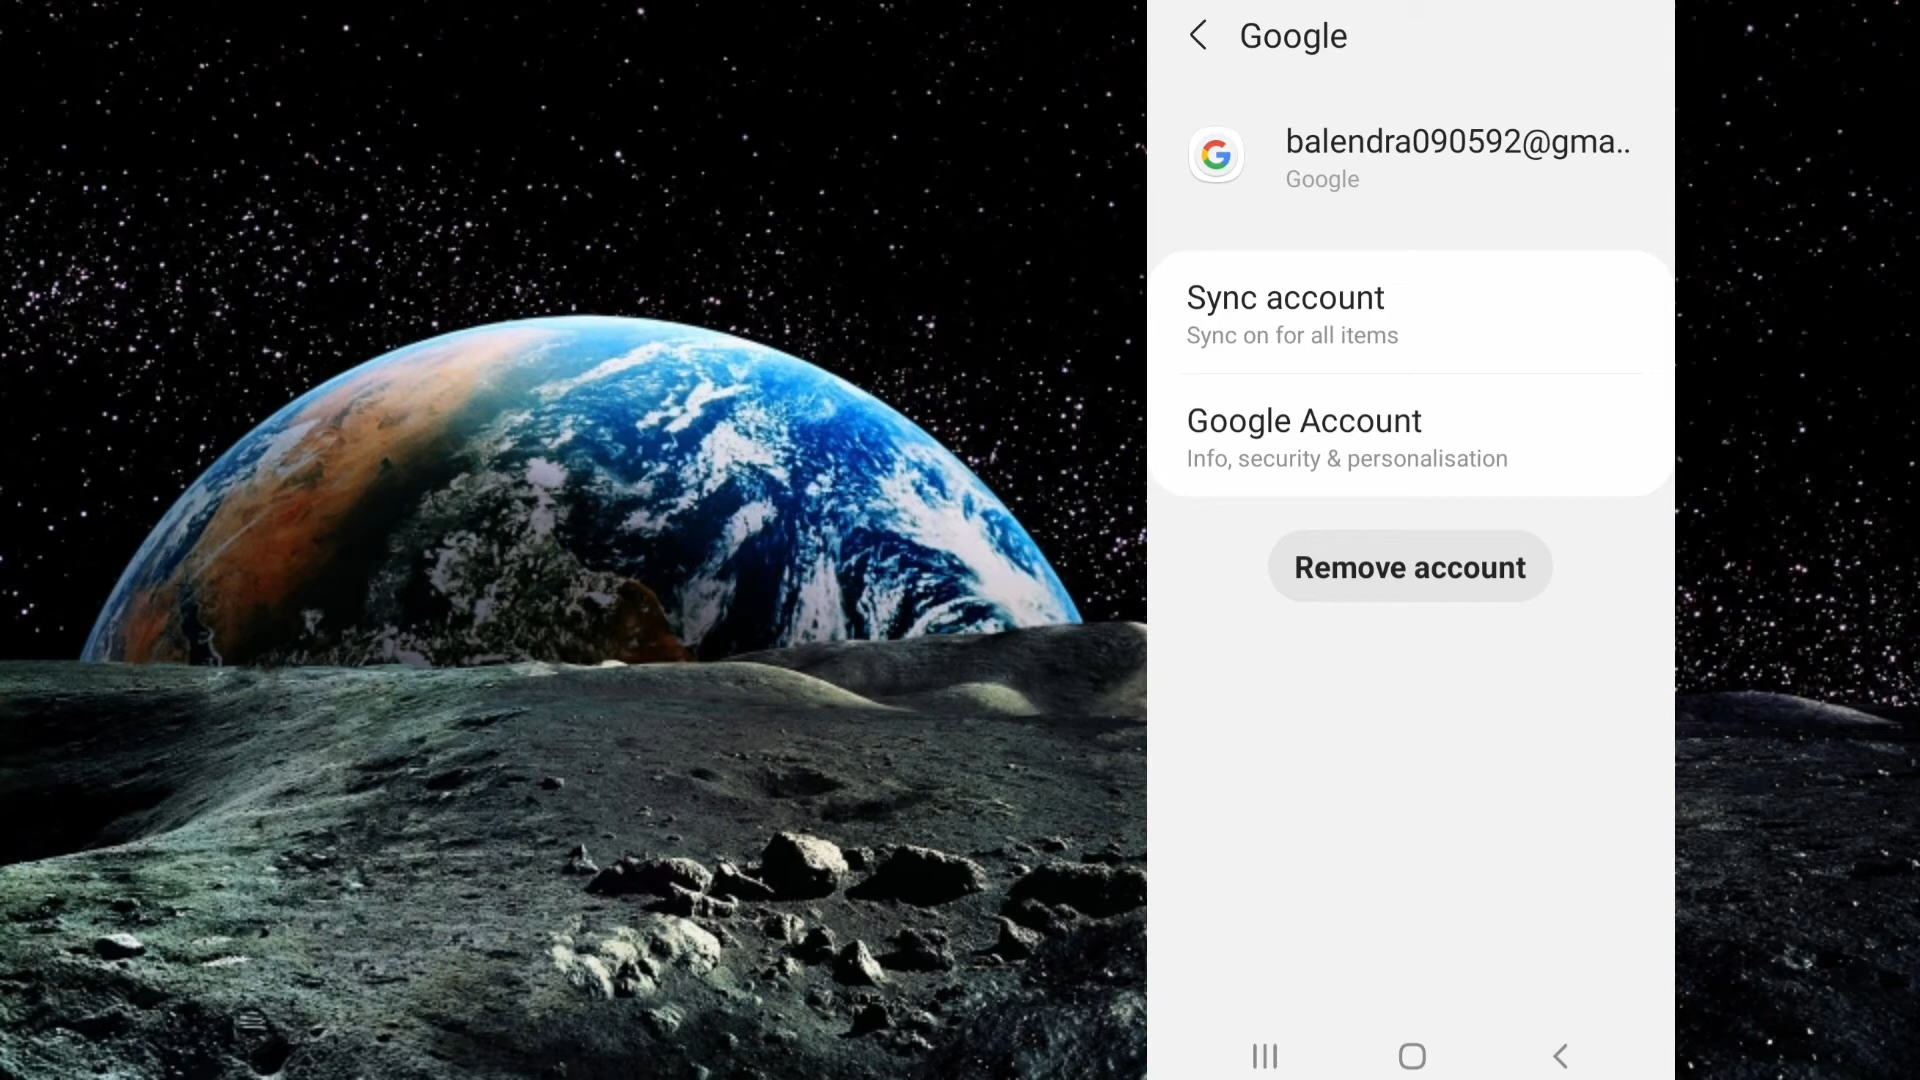 Google
balendra090592@gma..
Google
Sync account
Sync on for all items
Google Account
Info, security & personalisation
Remove account